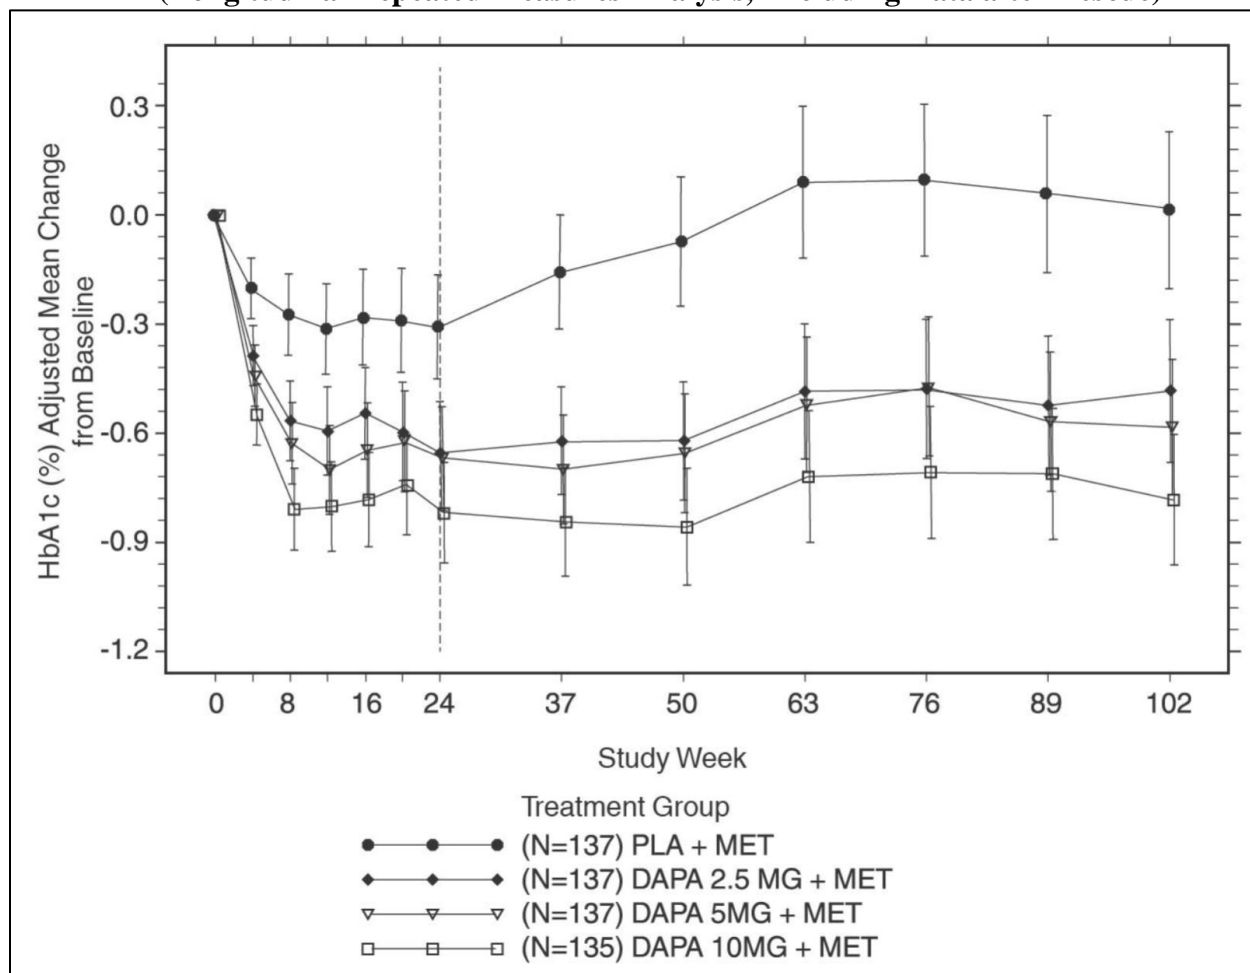 0.3
0.0
-0.3
-0.6
-0.9
-1.2
HbA1c (%) Adjusted Mean Change
from Baseline
0 8 16 24 37 50 63 76 89 102
Study Week
Treatment Group
(N=137) PLA + MET
(N=137) DAPA 2.5 MG + MET
(N=137) DAPA 5MG + MET
(N=135) DAPA 10MG + MET